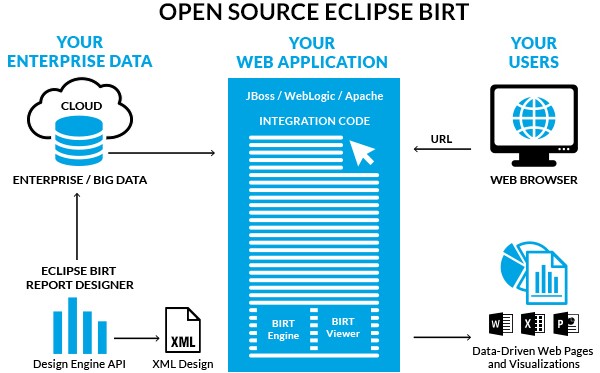 OPEN SOURCE ECLIPSE BIRT
YOUR
ENTERPRISE DATA
CLOUD
ENTERPRISE / BIG DATA
ECLIPSE BIRT
REPORT DESIGNER
Design Engine API
XML
XML Design
YOUR
WEB APPLICATION
JBoss / WebLogic / Apache
INTEGRATION CODE
BIRT
Engine
BIRT
Viewer
YOUR
USERS
URL
WEB BROWSER
W
X
P
Data-Driven Web Pages
and Visualizations